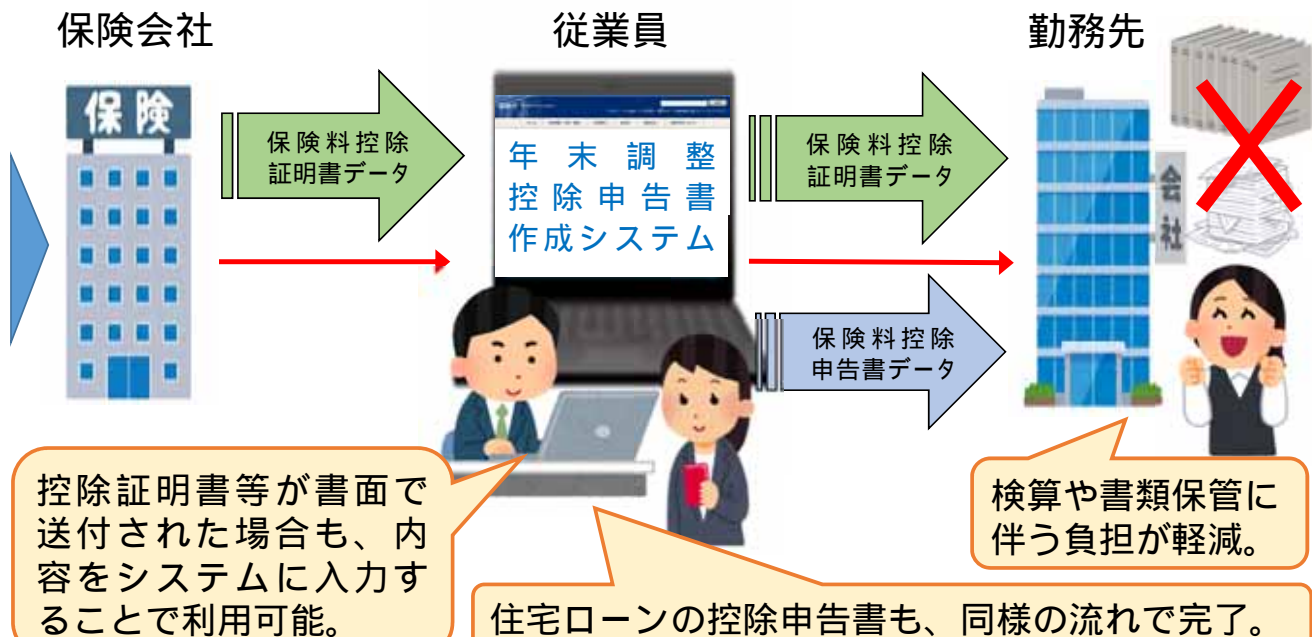 保険会社
従業員
勤務先
保険
保険料控除
証明書データ
年末調整
控除申告書
作成システム
保険料控除
証明書データ
会社
保険料控除
申告書データ
控除証明書等が書面で
送付された場合も、内
容をシステムに入力す
ることで利用可能。
検算や書類保管に
伴う負担が軽減。
住宅ローンの控除申告書も、同様の流れで完了。